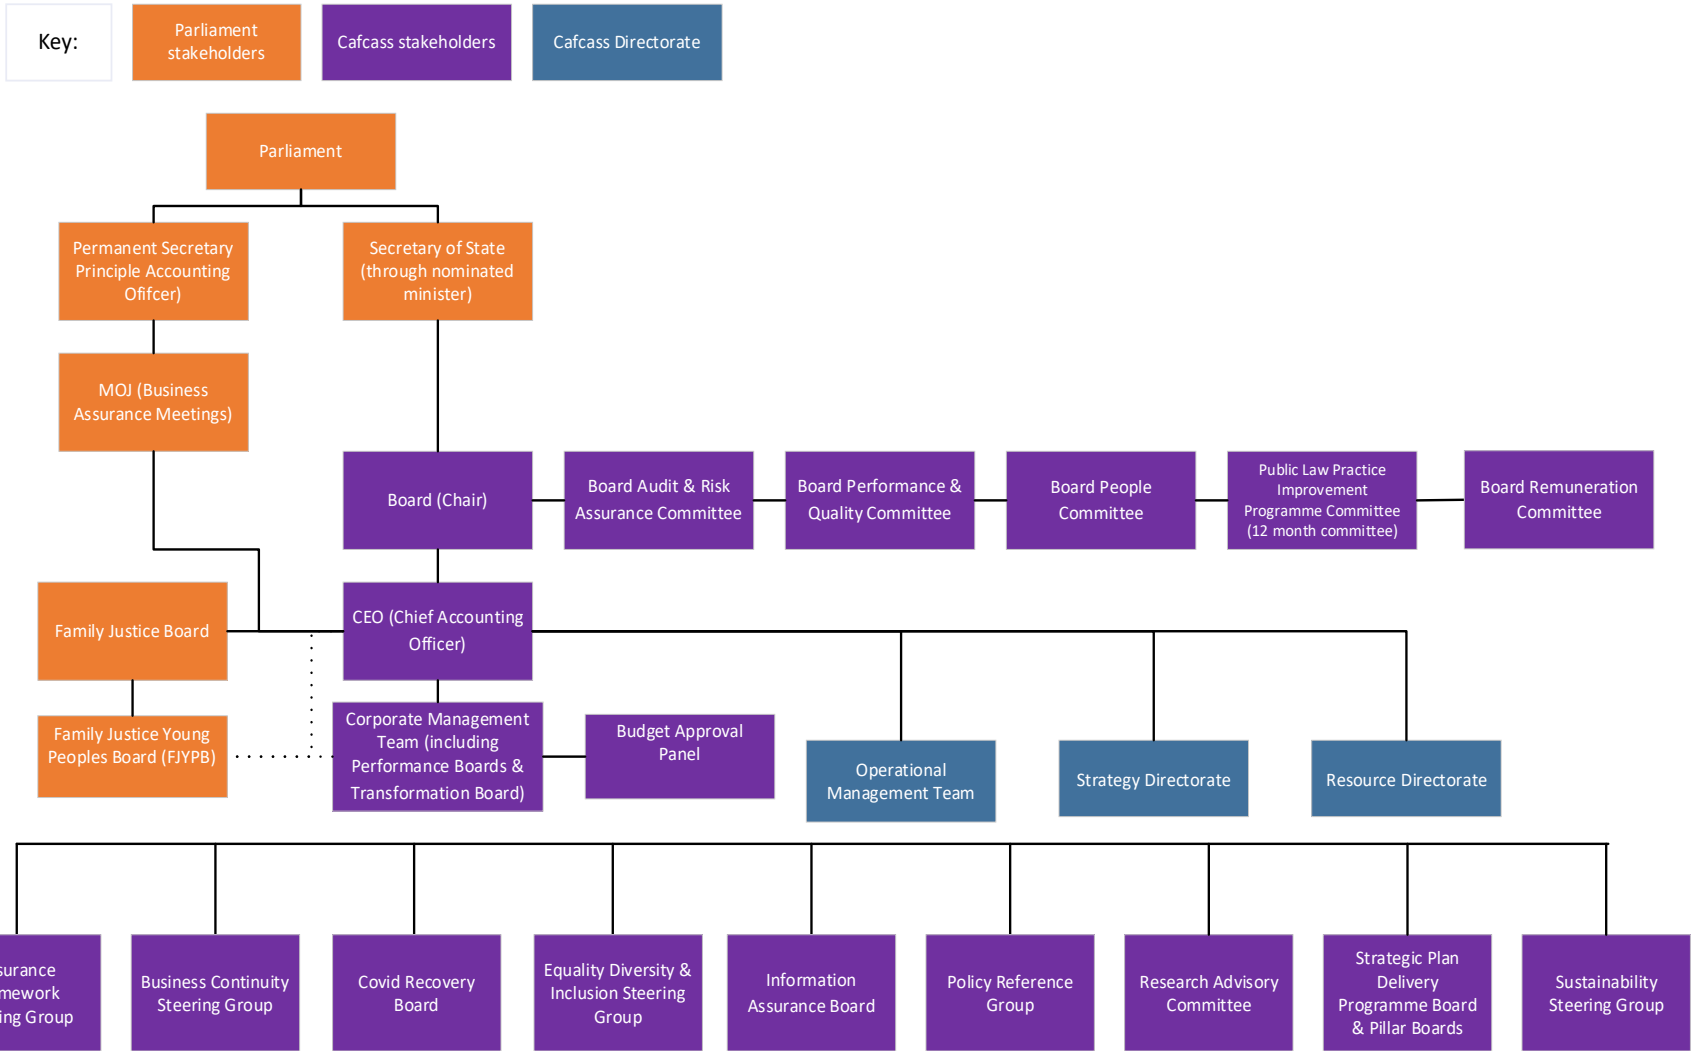 Key:
Parliament
stakeholders
Cafcass stakeholders
Cafcass Directorate
Parliament
Permanent Secretary
Principle Accounting
Ofifcer)
Secretary of State
(through nominated
minister)
MOJ (Business
Assurance Meetings)
Board (Chair)
Board Audit & Risk
Assurance Committee
Board Performance &
Quality Committee
Board People
Committee
Public Law Practice
Improvement
Programme Committee
(12 month committee)
Board Remuneration
Committee
Family Justice Board
CEO (Chief Accounting
Officer)
Family Justice Young
Peoples Board (FJYPB)
Corporate Management
Team (including
Performance Boards &
Transformation Board)
Budget Approval
Panel
Operational
Management Team
Strategy Directorate
Resource Directorate
Group
Business Continuity
Steering Group
Covid Recovery
Board
Equality Diversity &
Inclusion Steering
Group
Information
Assurance Board
Policy Reference
Group
Research Advisory
Committee
Strategic Plan
Delivery
Programme Board
& Pillar Boards
Sustainability
Steering Group